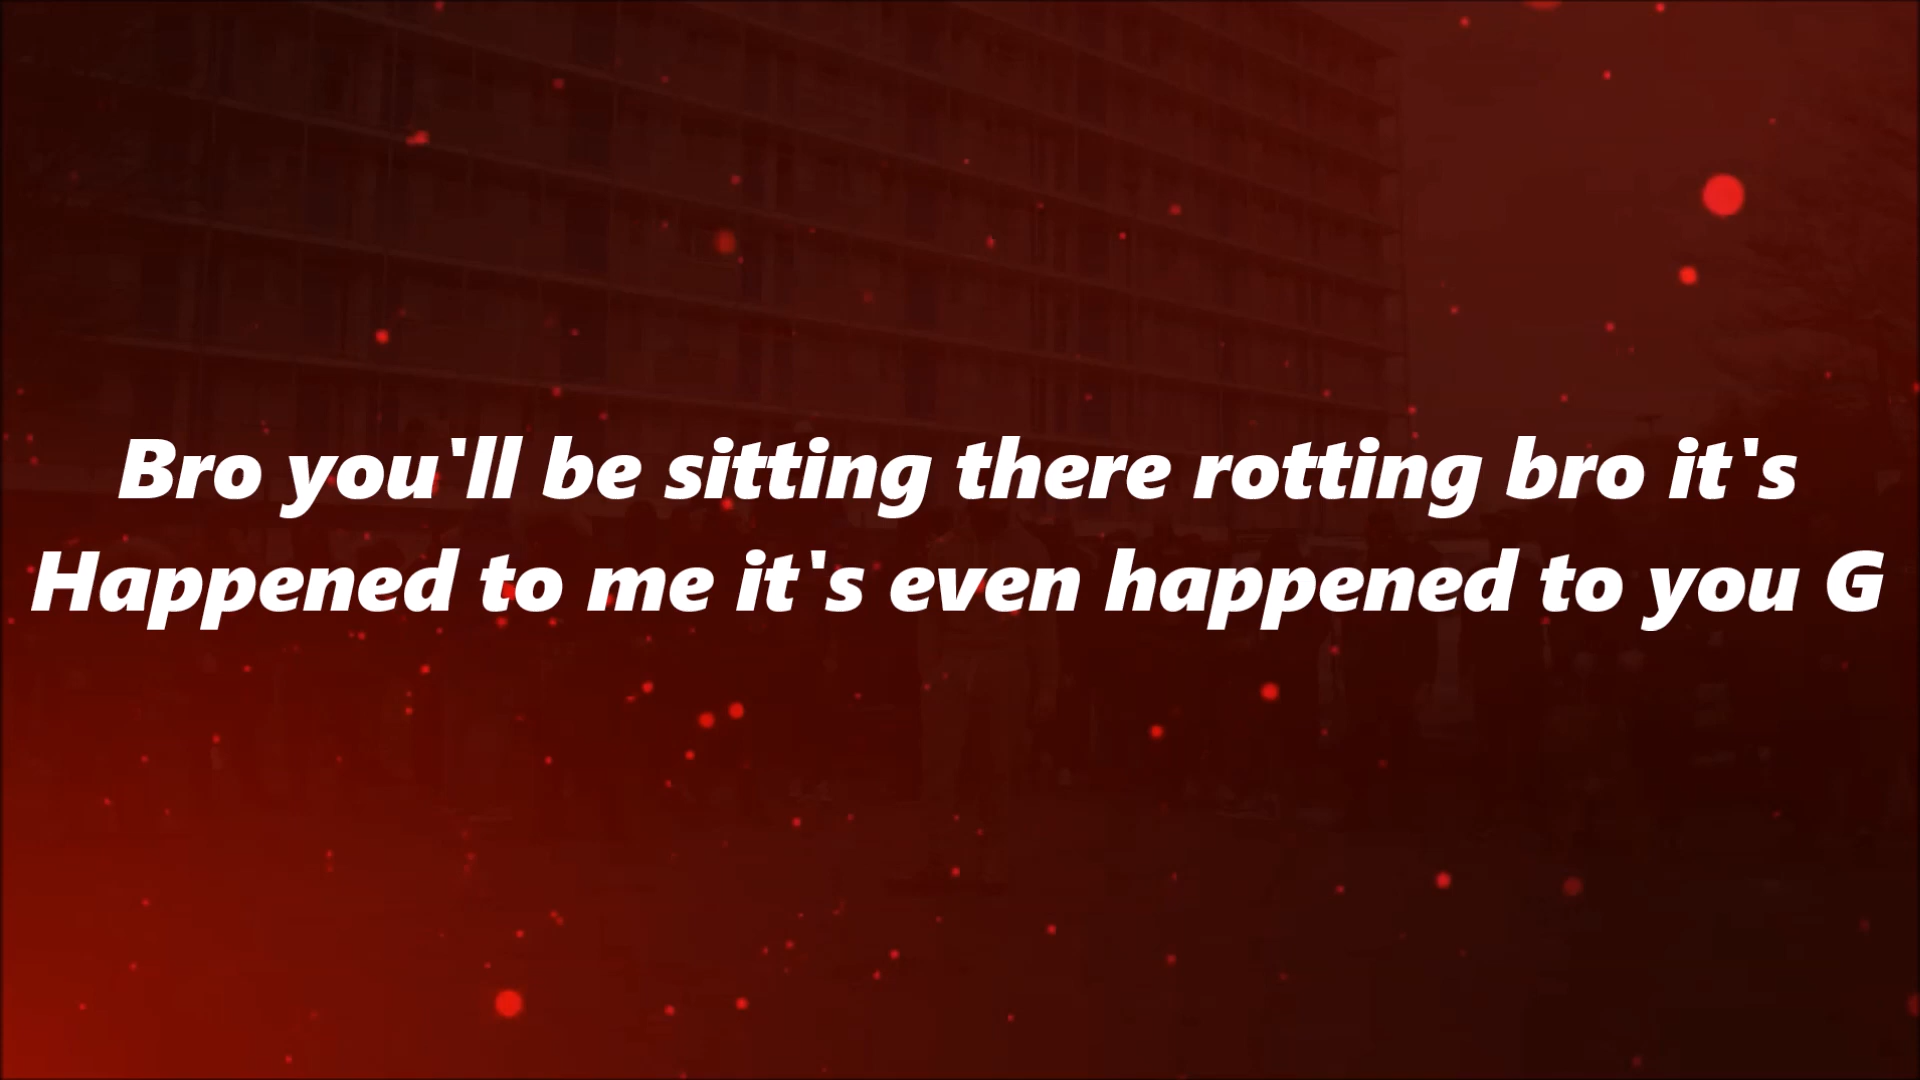 Bro you'll be sitting there rotting bro it's
Happened to me it's even happened to you G